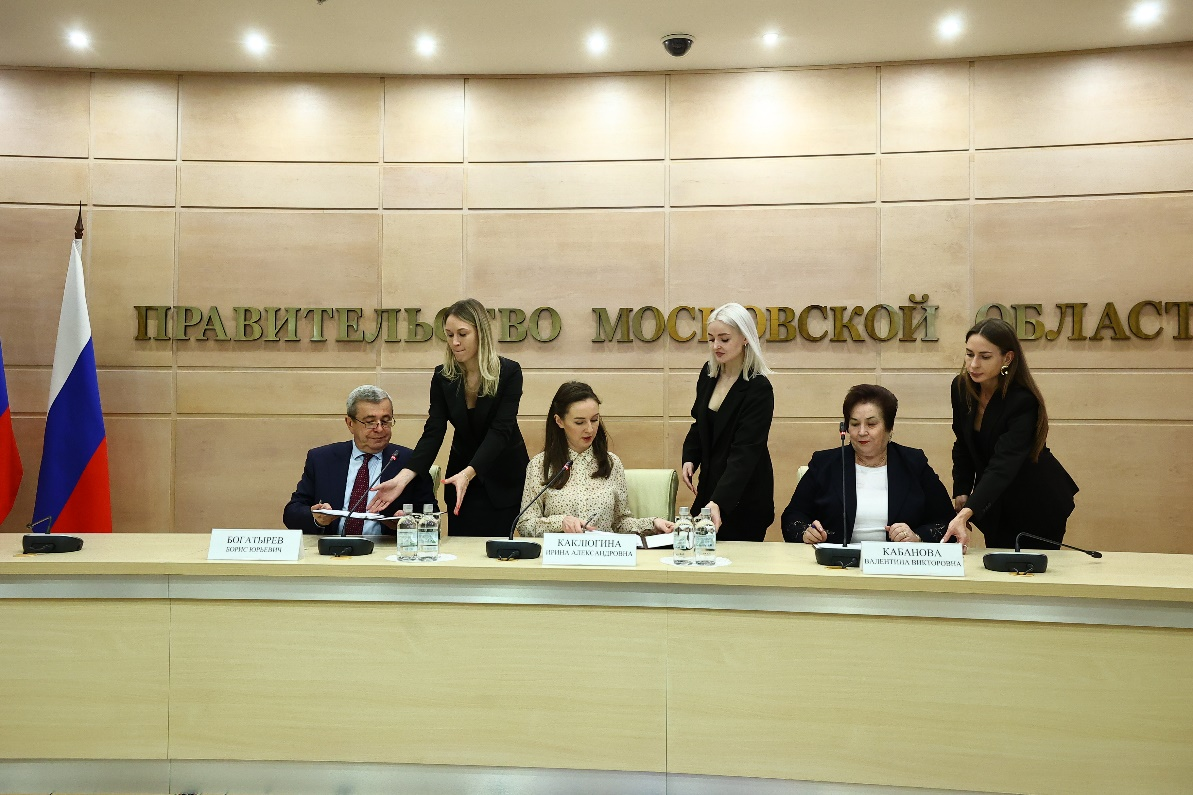 ПРАВИТЕЛЬСТВО МОСКОВСКОЙ ОБЛАСТ
БОГАТЫРЕВ
БОРИС ЮРЬЕВИЧ
КАКЛЮГИНА
ИРИНА АЛЕКСАНДРОВНА
КАБАНОВА
ВАЛЕНТИНА ВИКТОРОВНА